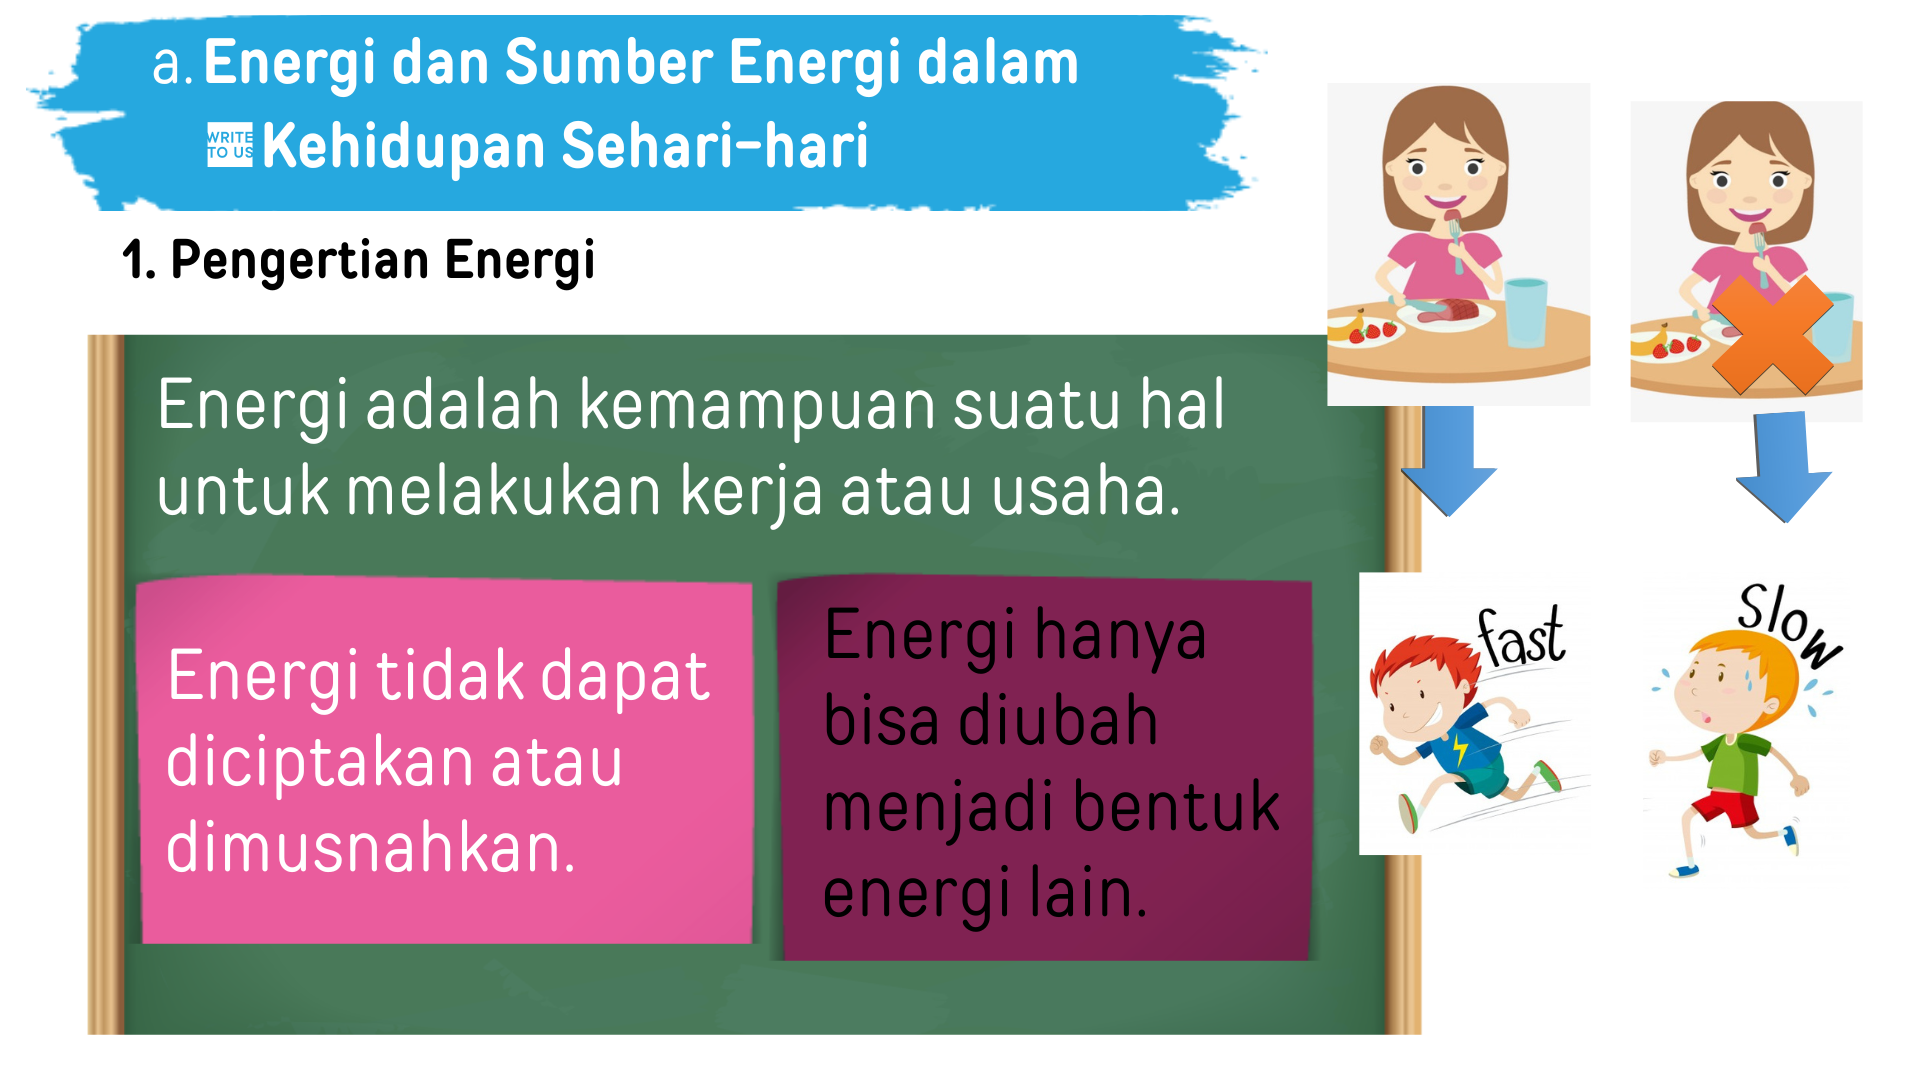 a. Energi dan Sumber Energi dalam
WRITE
TO US
Kehidupan Sehari-hari
1. Pengertian Energi
Energi adalah kemampuan suatu hal
untuk melakukan kerja atau usaha.
Energi tidak dapat
diciptakan atau
dimusnahkan.
Energi hanya
bisa diubah
menjadi bentuk
energi lain.
fast
Slow